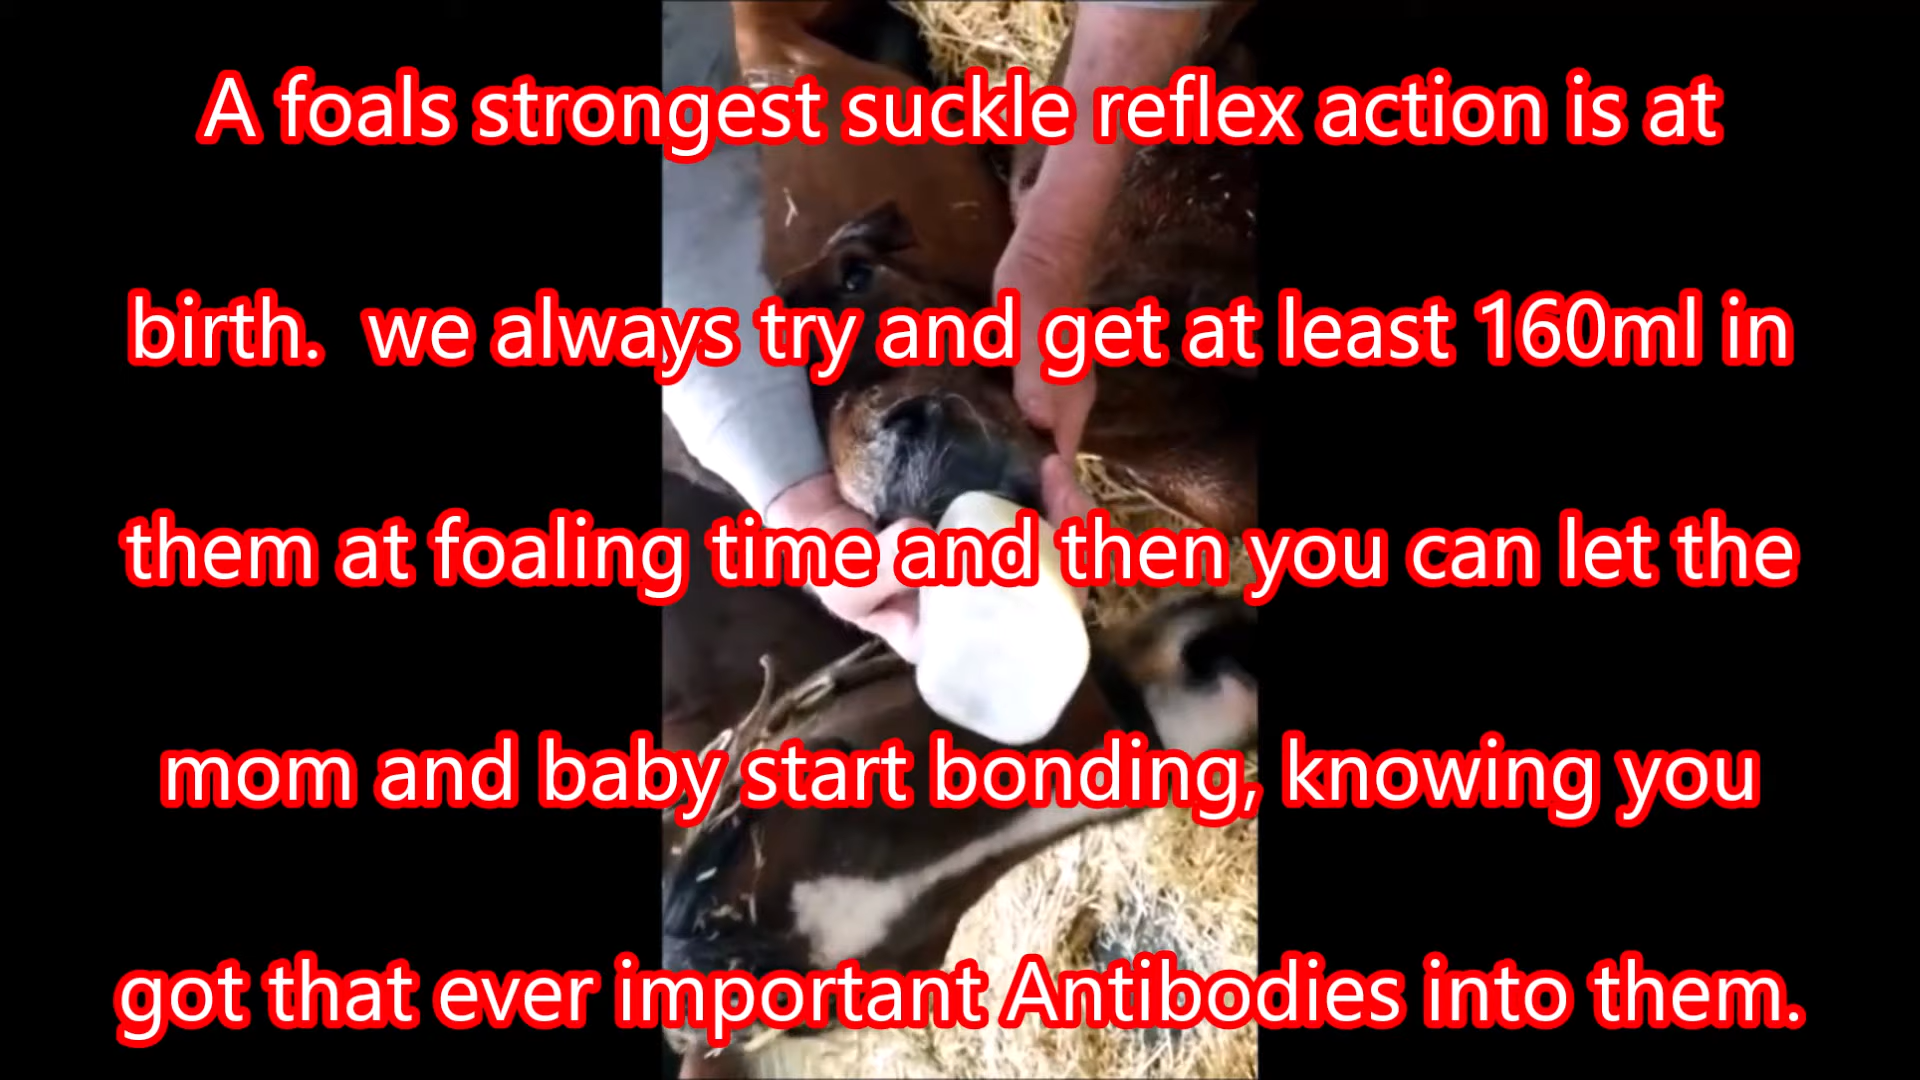 A foals strongest suckle reflex action is at
birth.  we always try and get at least 160ml in
them at foaling time and then you can let the
mom and baby start bonding, knowing you
got that ever important Antibodies into them.